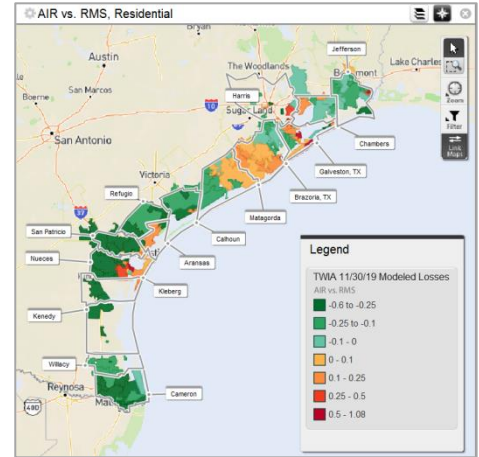 AIR vs. RMS, Residential
Bryan
Austin
Jefferson
The Woodlands
Lake Charles
Boerne
San Marcos
Harris
Sugar Land
10
San Antonio
Chambers
Zoom
Filter
Link
Maps
Galveston, TX
Victoria
Brazoria, TX
Refugio
Matagorda
37
San Patricio
Calhoun
Nueces
Aransas
Kleberg
Kenedy
Willacy
Reynosa
Cameron
40D
Legend
TWIA 11/30/19 Modeled Losses
AIR vs. RMS
-0.6 to -0.25
-0.25 to -0.1
-0.1 - 0
0 - 0.1
0.1 - 0.25
0.25 - 0.5
0.5 - 1.08